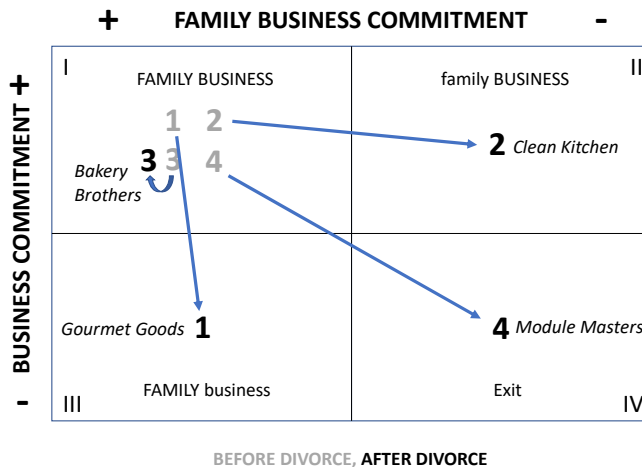 + FAMILY BUSINESS COMMITMENT -
I II
FAMILY BUSINESS family BUSINESS
+
BUSINESS COMMITMENT
-
1 2
2 Clean Kitchen
3 3 4
Bakery
Brothers
Gourmet Goods 1
4 Module Masters
FAMILY business Exit
III IV
BEFORE DIVORCE, AFTER DIVORCE